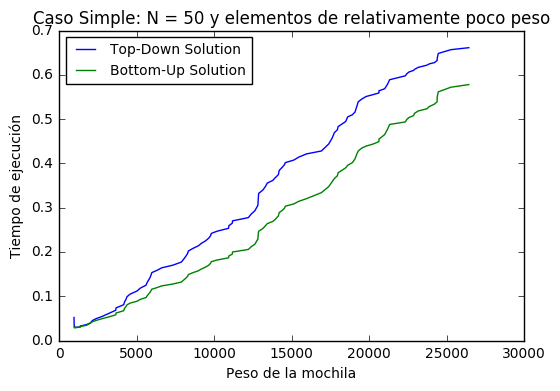 Caso Simple: N = 50 y elementos de relativamente poco peso
0.7
0.6
0.5
0.4
0.3
0.2
0.1
0.0
Tiempo de ejecución
Top-Down Solution
Bottom-Up Solution
0 5000 10000 15000 20000 25000 30000
Peso de la mochila